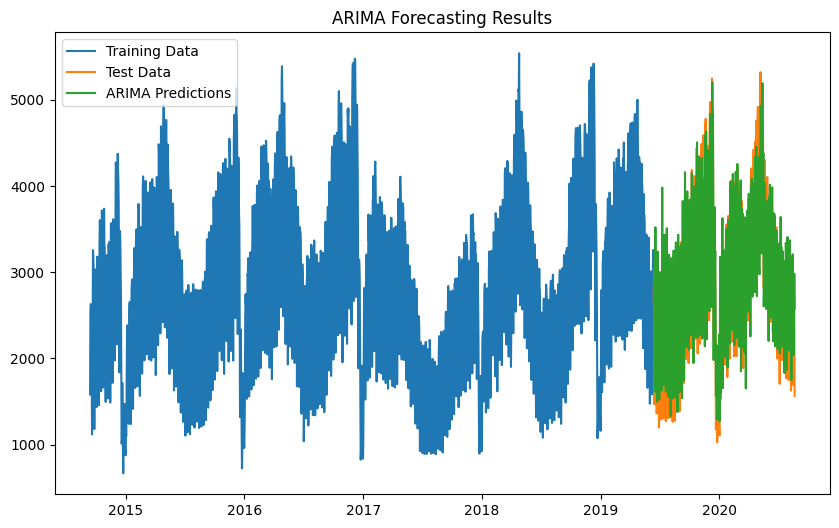 ARIMA Forecasting Results
Training Data
Test Data
ARIMA Predictions
5000
4000
3000
2000
1000
2015 2016 2017 2018 2019 2020